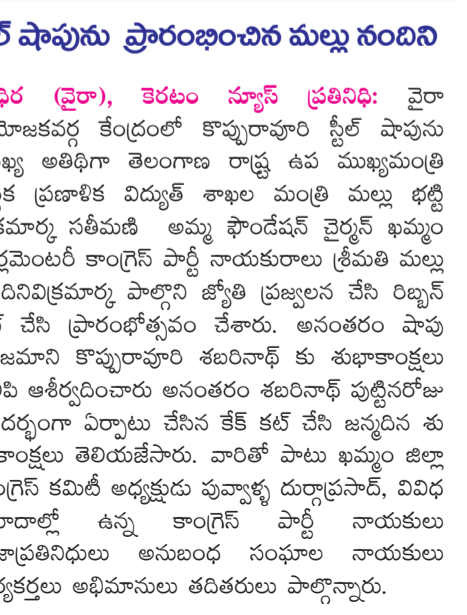 ల్ షాపును ప్రారంభించిన మల్లు నందిని
ధిర (వైరా), కెరటం న్యూస్ ప్రతినిధి: వైరా
యోజకవర్గ కేంద్రంలో కొప్పురావూరి స్టీల్ షాపును
ఖ్య అతిథిగా తెలంగాణ రాష్ట్ర ఉప ముఖ్యమంత్రి
క ప్రణాళిక విద్యుత్ శాఖల మంత్రి మల్లు భట్టి
కమార్క సతీమణి అమ్మ ఫౌండేషన్ చైర్మన్ ఖమ్మం
ర్లమెంటరీ కాంగ్రెస్ పార్టీ నాయకురాలు శ్రీమతి మల్లు
దినివిక్రమార్క పాల్గొని జ్యోతి ప్రజ్వలన చేసి రిబ్బన్
చేసి ప్రారంభోత్సవం చేశారు. అనంతరం షాపు
జమాని కొప్పురావూరి శబరినాథ్ కు శుభాకాంక్షలు
పి ఆశీర్వదించారు అనంతరం శబరినాథ్ పుట్టినరోజు
దర్భంగా ఏర్పాటు చేసిన కేక్ కట్ చేసి జన్మదిన శు
కాంక్షలు తెలియజేసారు. వారితో పాటు ఖమ్మం జిల్లా
ంగ్రెస్ కమిటీ అధ్యక్షుడు పువ్వాళ్ళ దుర్గాప్రసాద్, వివిధ
దాల్లో ఉన్న కాంగ్రెస్ పార్టీ నాయకులు
జాప్రతినిధులు అనుబంధ సంఘాల నాయకులు
ర్యకర్తలు అభిమానులు తదితరులు పాల్గొన్నారు.